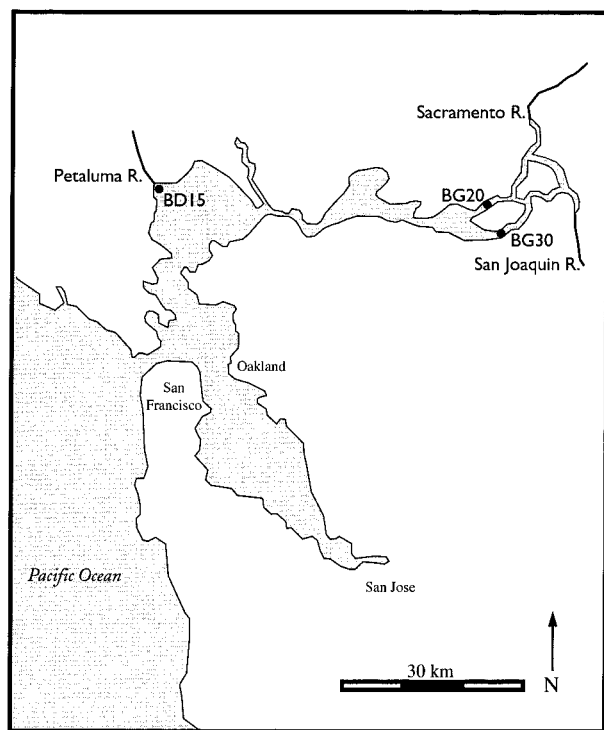 Sacramento R.
Petaluma R.
BD15
BG20
BG30
San Joaquin R.
Oakland
San
Francisco
Pacific Ocean
San Jose
30 km
N